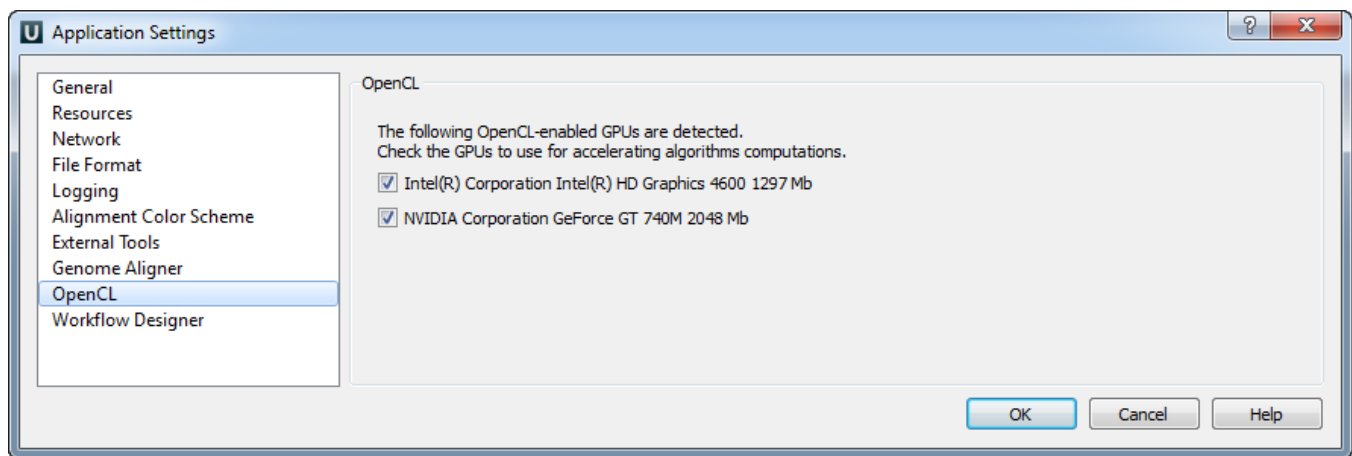 U Application Settings
? X
General
Resources
Network
File Format
Logging
Alignment Color Scheme
External Tools
Genome Aligner
OpenCL
Workflow Designer
OpenCL
The following OpenCL-enabled GPUs are detected.
Check the GPUs to use for accelerating algorithms computations.
Intel(R) Corporation Intel(R) HD Graphics 4600 1297 Mb
NVIDIA Corporation GeForce GT 740M 2048 Mb
OK Cancel Help